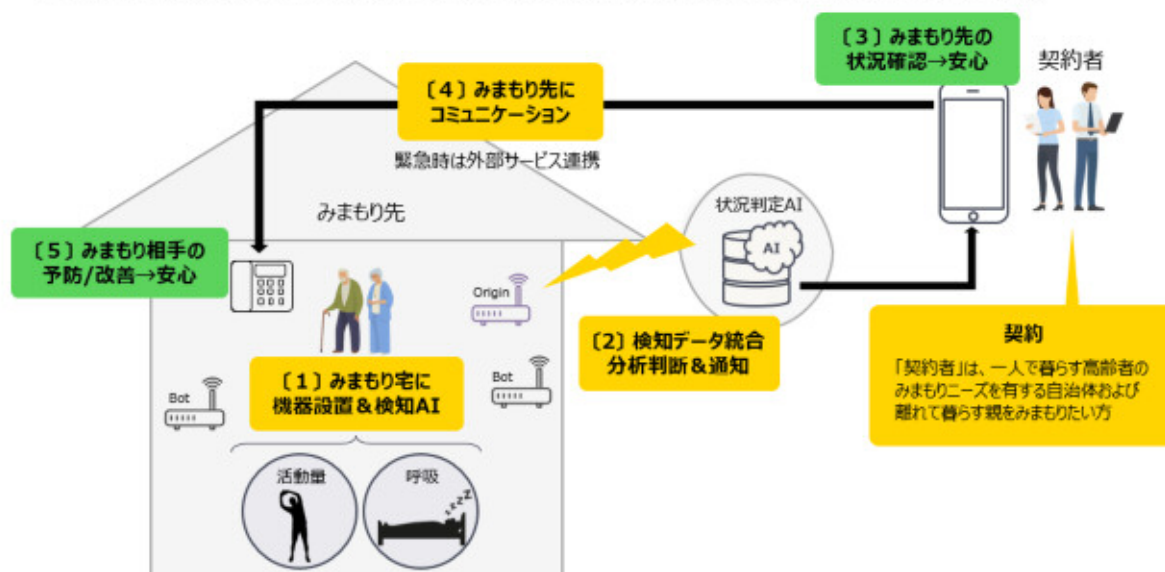 〔3〕みまもり先の
状況確認→安心
契約者
〔4〕みまもり先に
コミュニケーション
緊急時は外部サービス連携
みまもり先
状況判定AI
AI
〔5〕みまもり相手の
予防/改善→安心
Origin
〔2〕検知データ統合
分析判断＆通知
契約
「契約者」は、一人で暮らす高齢者の
みまもりニーズを有する自治体および
離れて暮らす親をみまもりたい方
〔1〕みまもり宅に
機器設置＆検知AI
Bot
Bot
活動量
呼吸
zzzz